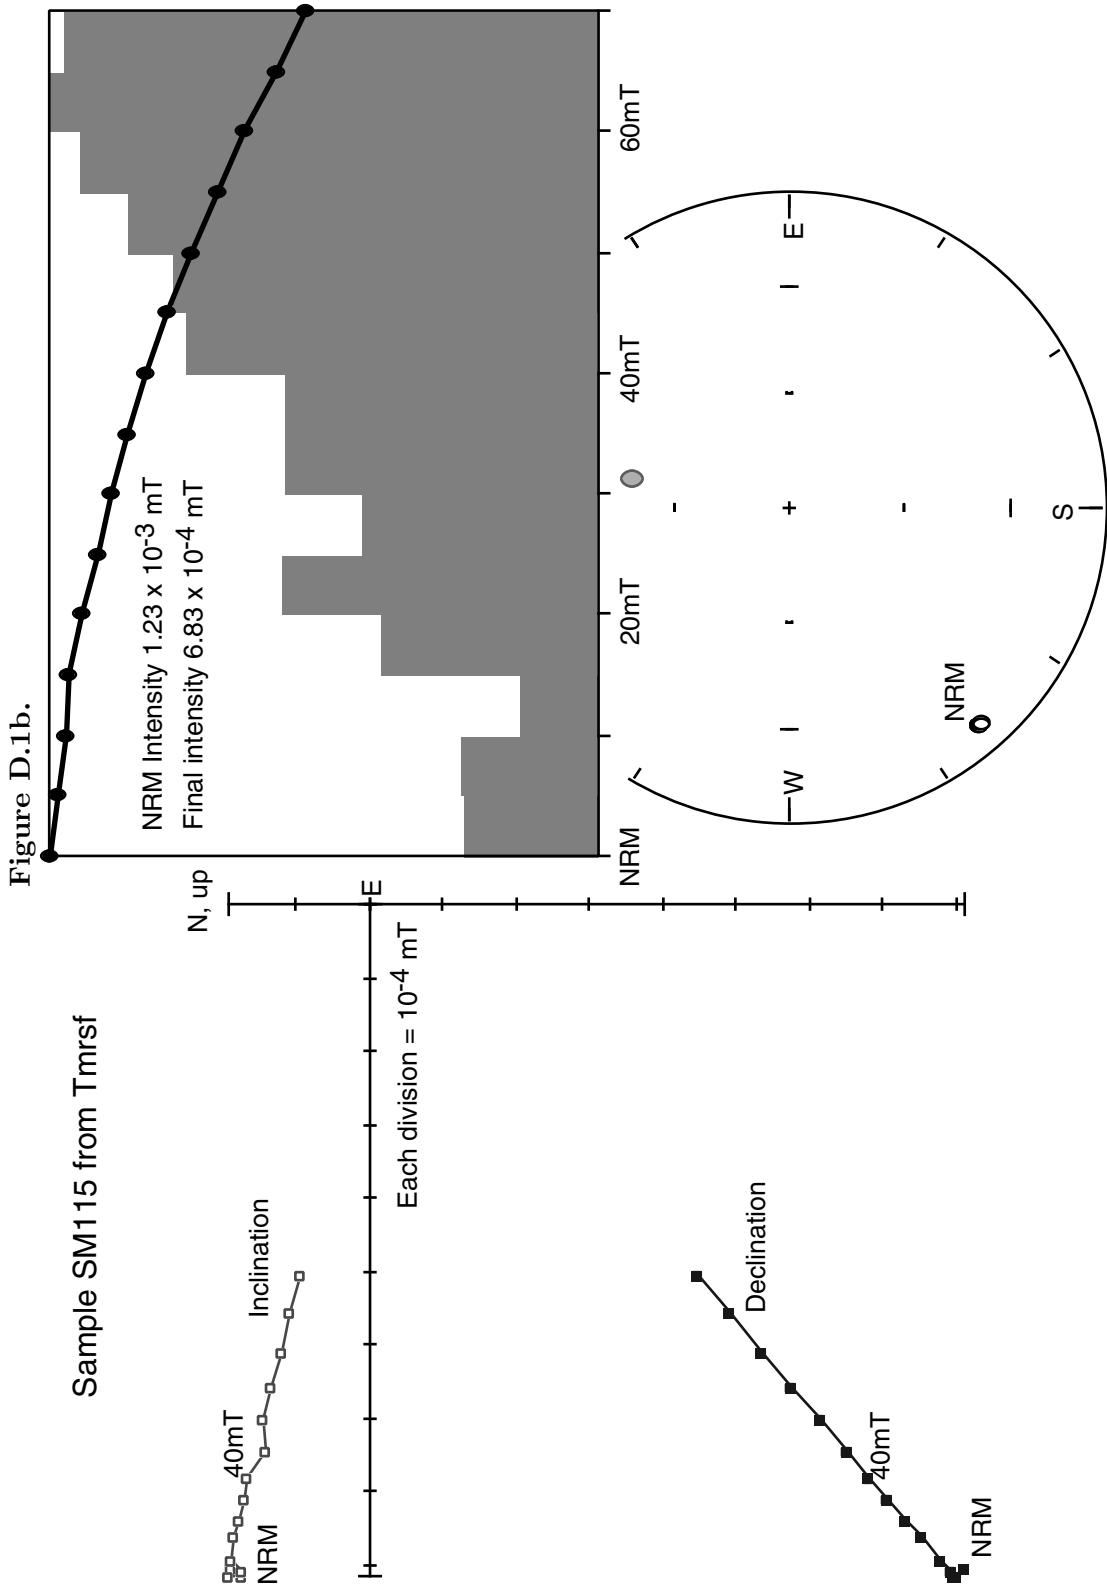 Figure D.1b.
Sample SM115 from Tmrsf
N, up
E
Each division = 10-4 mT
Inclination
40mT
NRM
Declination
40mT
NRM
NRM Intensity 1.23 x 10-3 mT
Final intensity 6.83 x 10-4 mT
NRM
20mT
40mT
60mT
W
E
S
NRM